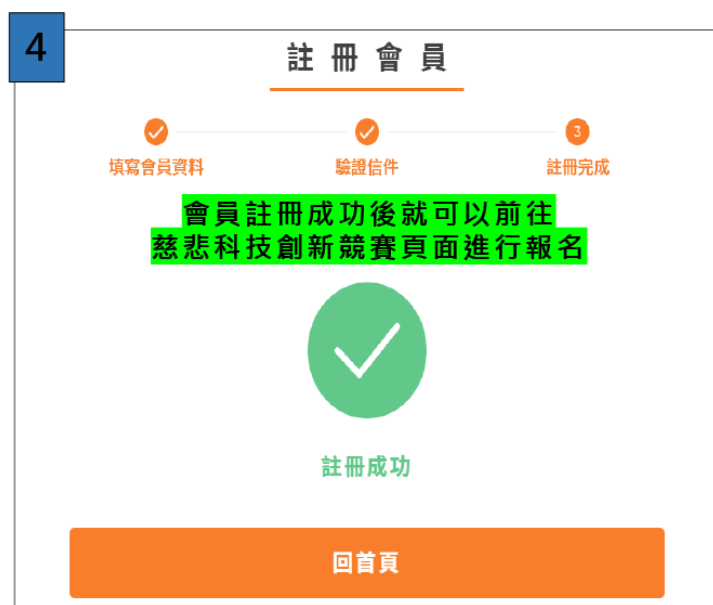 4
註冊會員
3
填寫會員資料 驗證信件 註冊完成
會員註冊成功後就可以前往
慈悲科技創新競賽頁面進行報名
註冊成功
回首頁